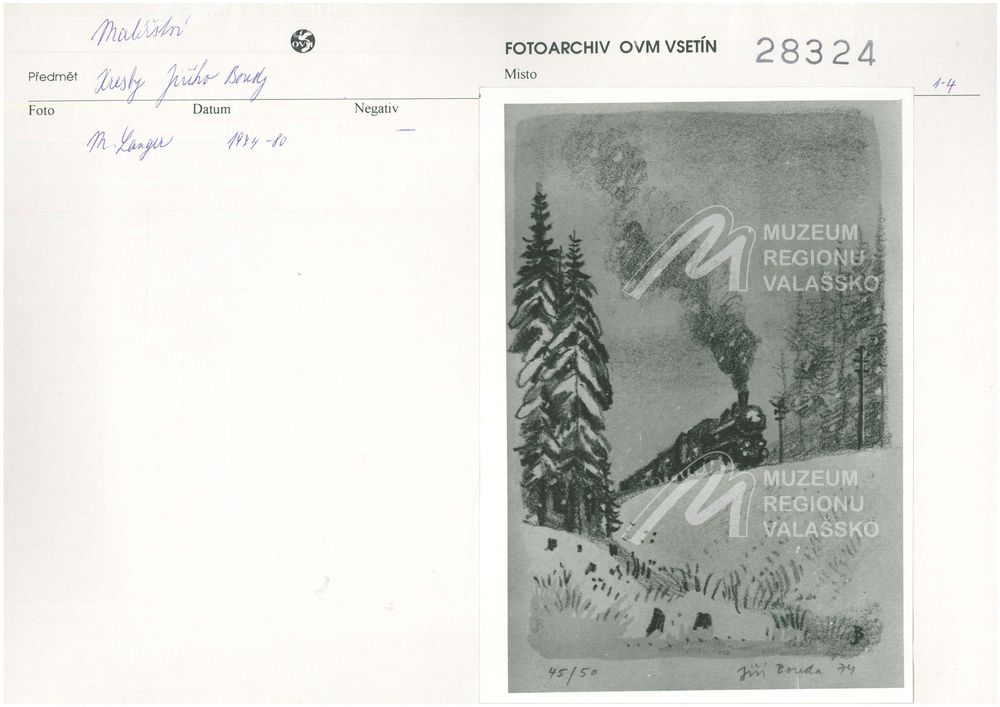 Malířství
OVM
FOTOARCHIV OVM VSETÍN
28324
Předmět Kresby Jiřího Boudy
Místo
1-4
Foto Datum Negativ
M. Langer 1974-80 —
MUZEUM
REGIONU
VALAŠSKO
MUZEUM
REGIONU
VALAŠSKO
B
45/50 Jiří Bouda 74